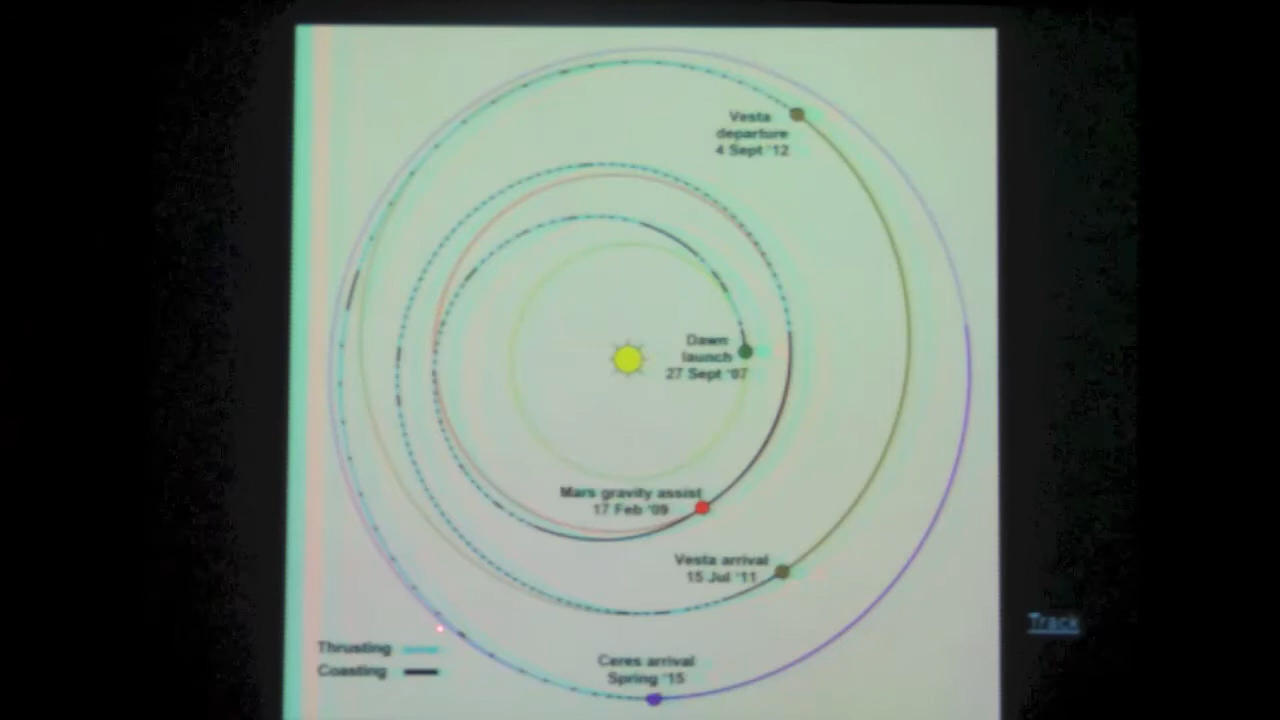 Vesta
departure
4 Sept '12
Dawn
launch
27 Sept '07
Mars gravity assist
17 Feb '09
Vesta arrival
15 Jul '11
Track
Thrusting
Coasting
Ceres arrival
Spring '15